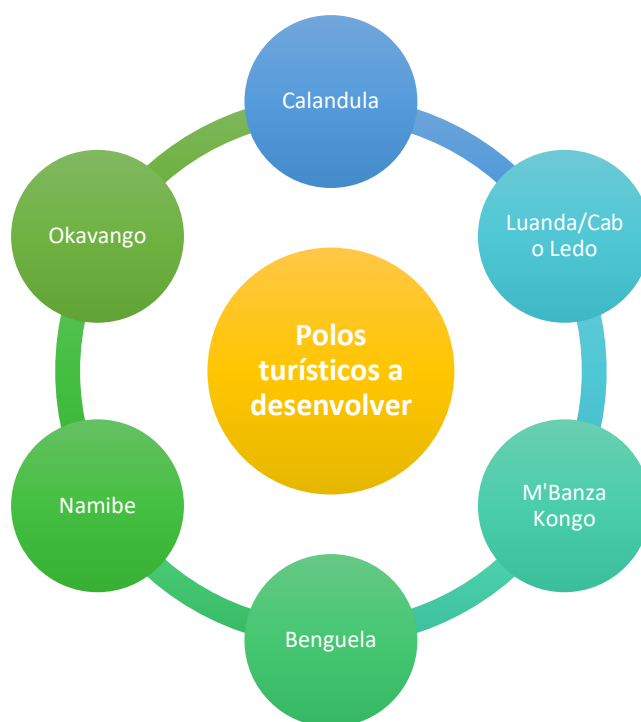 Calandula
Luanda/Cab
o Ledo
M'Banza
Kongo
Benguela
Namibe
Okavango
Polos
turísticos a
desenvolver